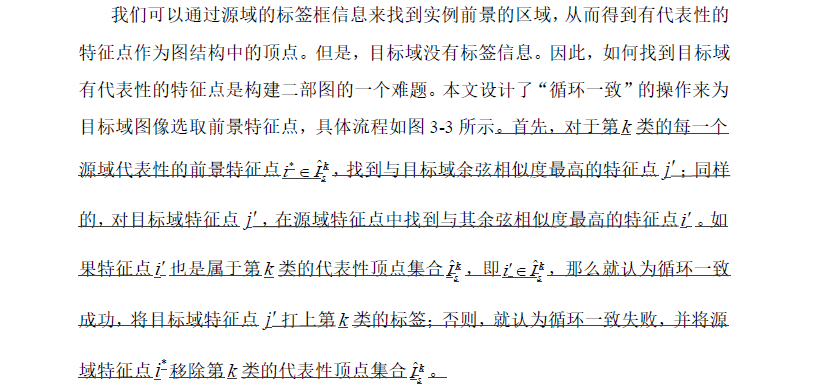 我们可以通过源域的标签框信息来找到实例前景的区域，从而得到有代表性的
特征点作为图结构中的顶点。但是，目标域没有标签信息。因此，如何找到目标域
有代表性的特征点是构建二部图的一个难题。本文设计了“循环一致”的操作来为
目标域图像选取前景特征点，具体流程如图 3-3 所示。首先，对于第 k 类的每一个
源域代表性的前景特征点 i* ∈ Î_s^k，找到与目标域余弦相似度最高的特征点 j′；同样
的，对目标域特征点 j′，在源域特征点中找到与其余弦相似度最高的特征点 i′。如
果特征点 i′ 也是属于第 k 类的代表性顶点集合 Î_s^k，即 i′ ∈ Î_s^k，那么就认为循环一致
成功，将目标域特征点 j′ 打上第 k 类的标签；否则，就认为循环一致失败，并将源
域特征点 i* 移除第 k 类的代表性顶点集合 Î_s^k。